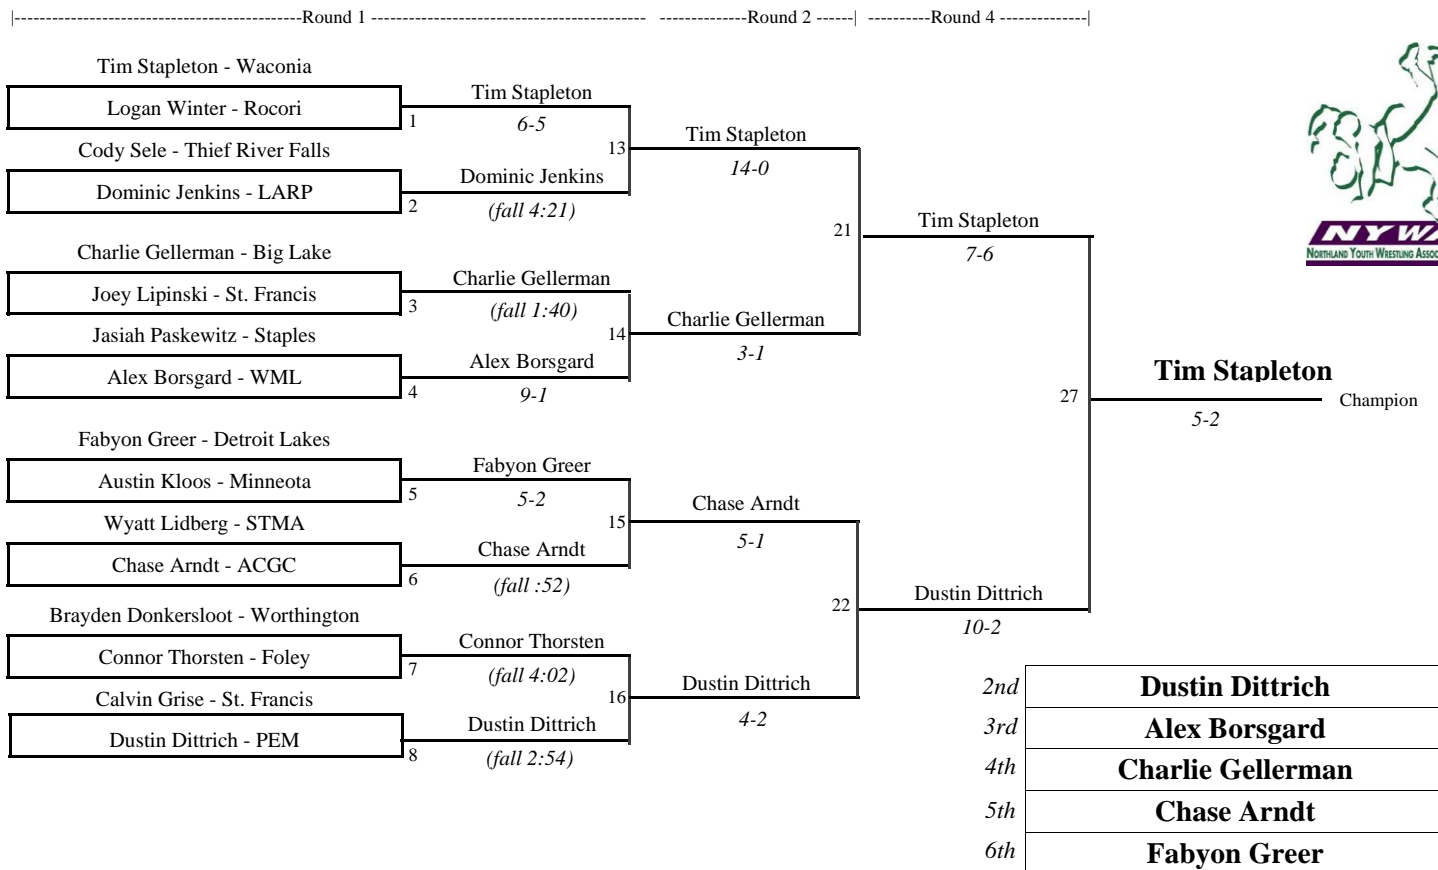 |----------------------------------------------Round 1 -------------------------------------------- --------------Round 2 ------| ----------Round 4 --------------|
Tim Stapleton - Waconia
Logan Winter - Rocori
1
Tim Stapleton
6-5
Cody Sele - Thief River Falls
Dominic Jenkins - LARP
2
Dominic Jenkins
(fall 4:21)
13
Tim Stapleton
14-0
Charlie Gellerman - Big Lake
Joey Lipinski - St. Francis
3
Charlie Gellerman
(fall 1:40)
Jasiah Paskewitz - Staples
Alex Borsgard - WML
4
Alex Borsgard
9-1
14
Charlie Gellerman
3-1
21
Tim Stapleton
7-6
Fabyon Greer - Detroit Lakes
Austin Kloos - Minneota
5
Fabyon Greer
5-2
Wyatt Lidberg - STMA
Chase Arndt - ACGC
6
Chase Arndt
(fall :52)
15
Chase Arndt
5-1
Brayden Donkersloot - Worthington
Connor Thorsten - Foley
7
Connor Thorsten
(fall 4:02)
Calvin Grise - St. Francis
Dustin Dittrich - PEM
8
Dustin Dittrich
(fall 2:54)
16
Dustin Dittrich
4-2
22
Dustin Dittrich
10-2
27
Tim Stapleton
Champion
5-2
NYWA
NORTHLAND YOUTH WRESTLING ASSOC
2nd Dustin Dittrich
3rd Alex Borsgard
4th Charlie Gellerman
5th Chase Arndt
6th Fabyon Greer